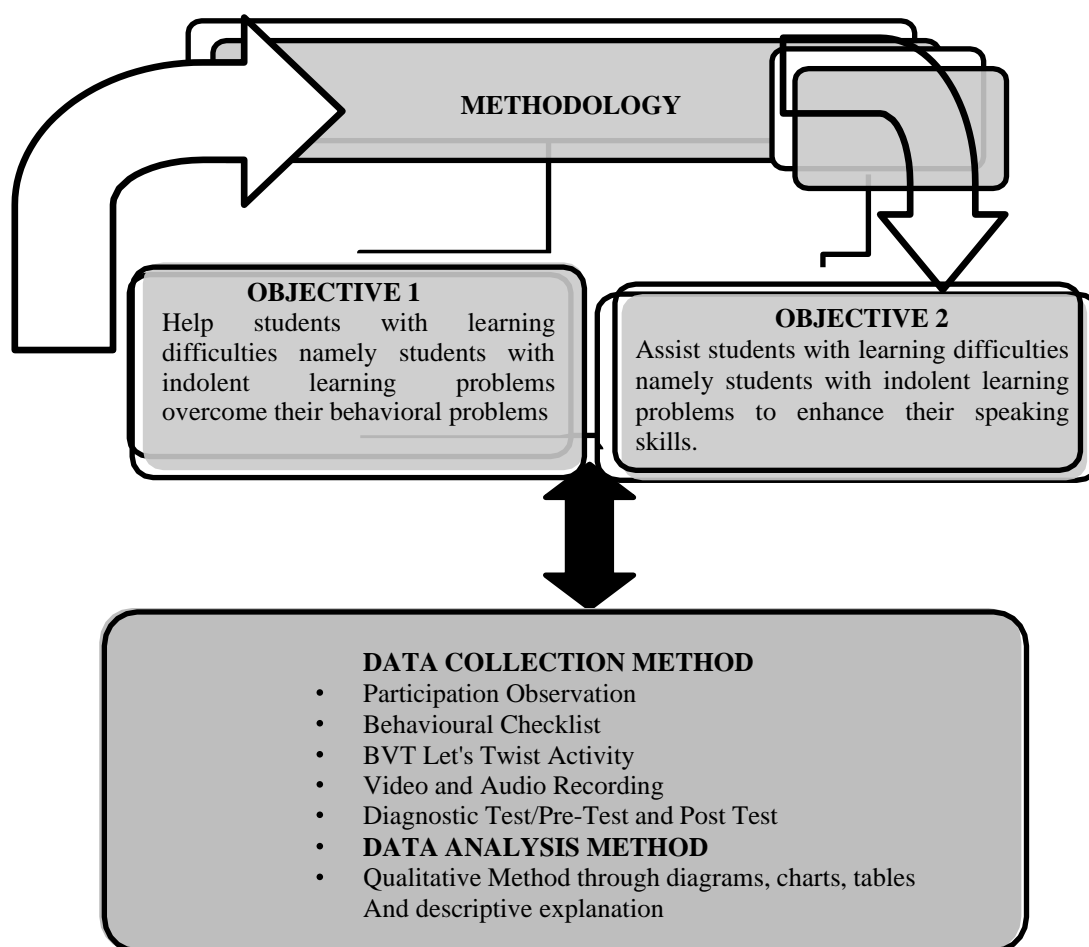 METHODOLOGY
OBJECTIVE 1
Help students with learning
difficulties namely students with
indolent learning problems
overcome their behavioral problems
OBJECTIVE 2
Assist students with learning difficulties
namely students with indolent learning
problems to enhance their speaking
skills.
DATA COLLECTION METHOD
• Participation Observation
• Behavioural Checklist
• BVT Let's Twist Activity
• Video and Audio Recording
• Diagnostic Test/Pre-Test and Post Test
• DATA ANALYSIS METHOD
• Qualitative Method through diagrams, charts, tables
And descriptive explanation